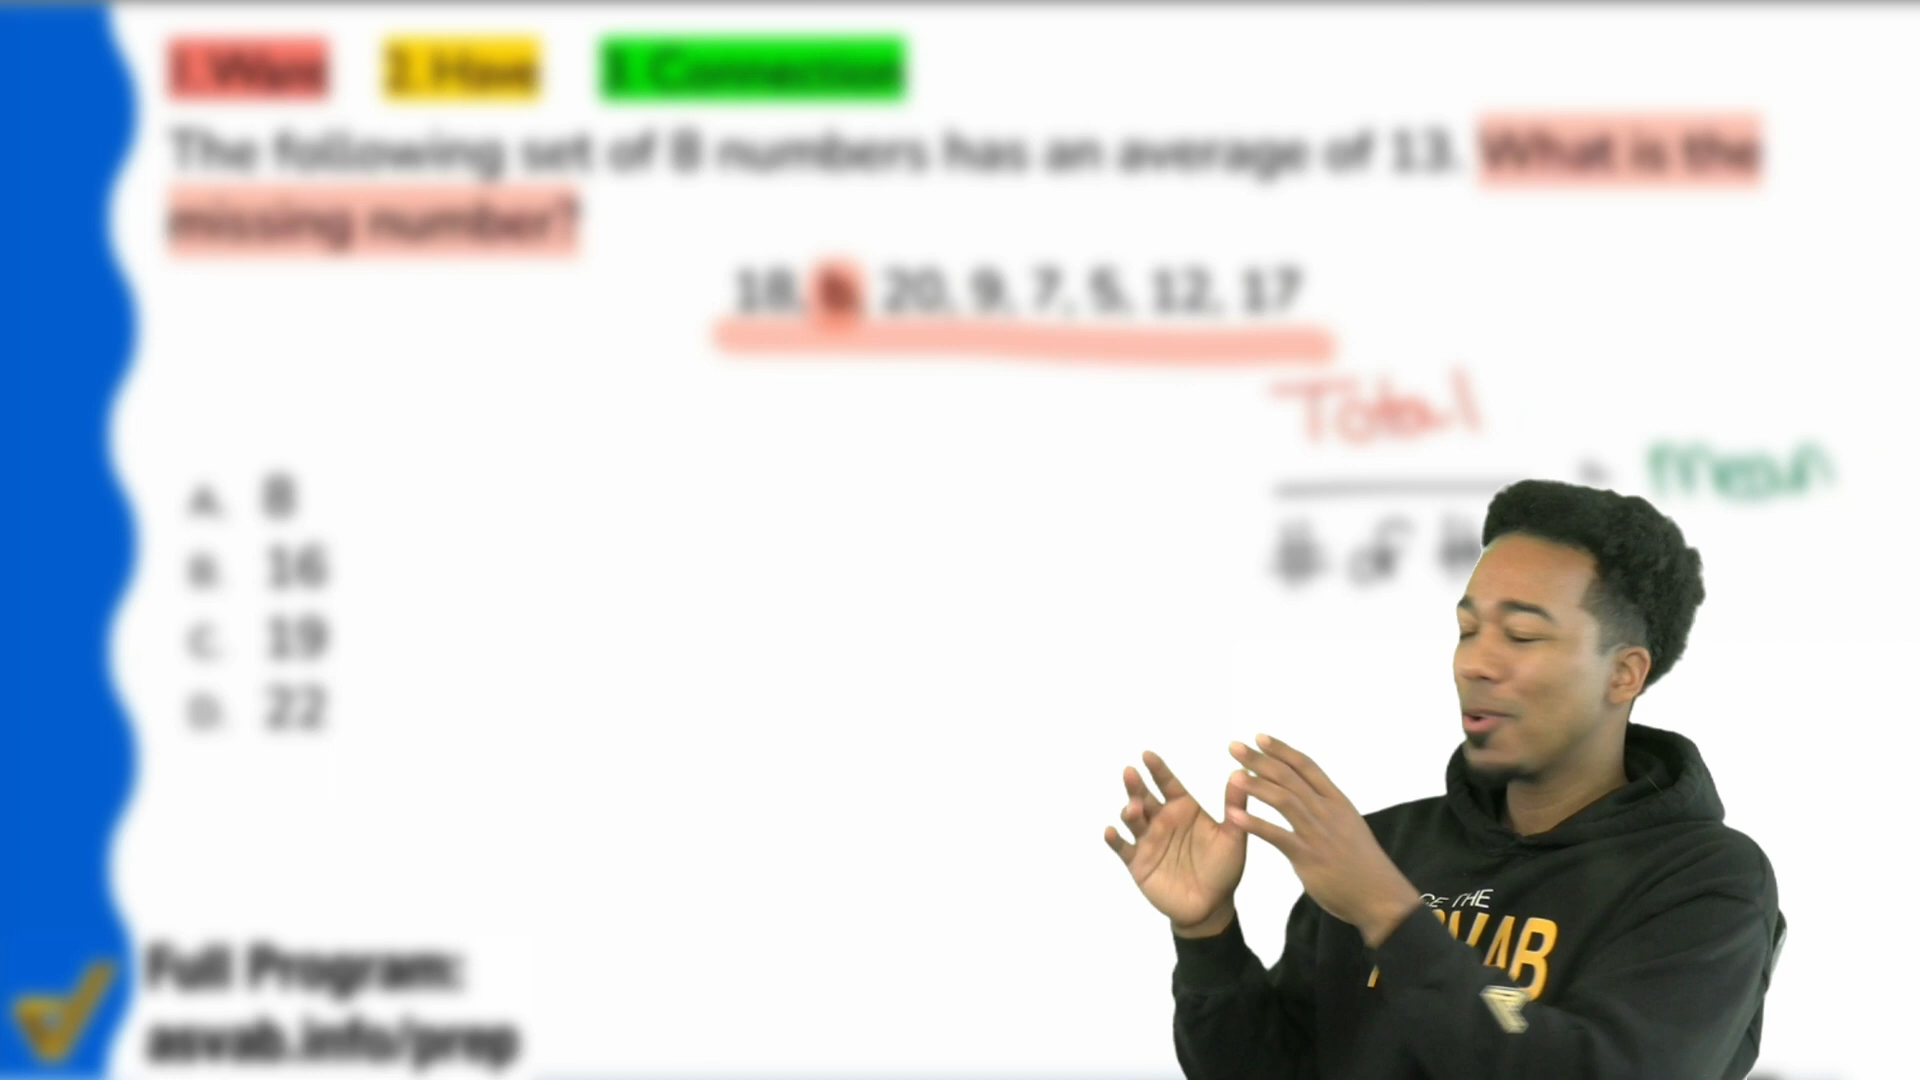 1. Want 2. Have 3. Connection
The following set of 8 numbers has an average of 13. What is the
missing number?
18, b, 20, 9, 7, 5, 12, 17
Total
= mean
# of
A. 8
B. 16
C. 19
D. 22
THE
Full Program:
asvab.info/prep